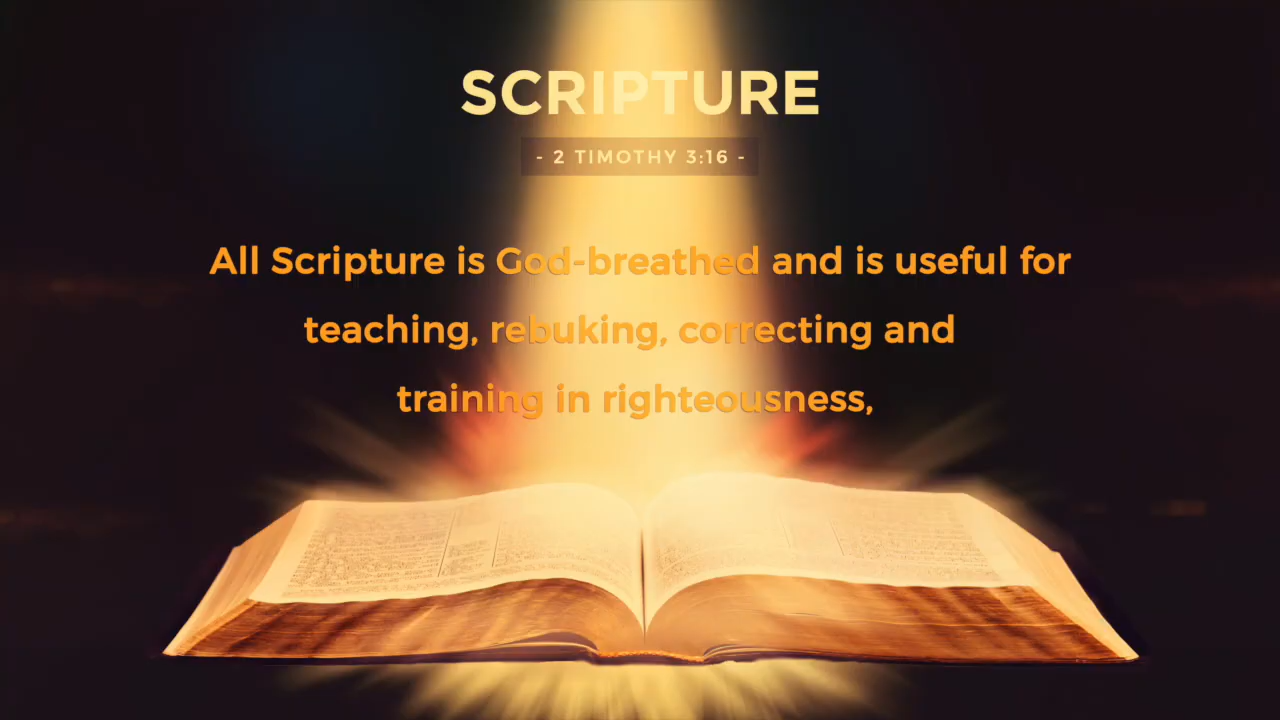 SCRIPTURE
- 2 TIMOTHY 3:16 -
All Scripture is God-breathed and is useful for
teaching, rebuking, correcting and
training in righteousness,